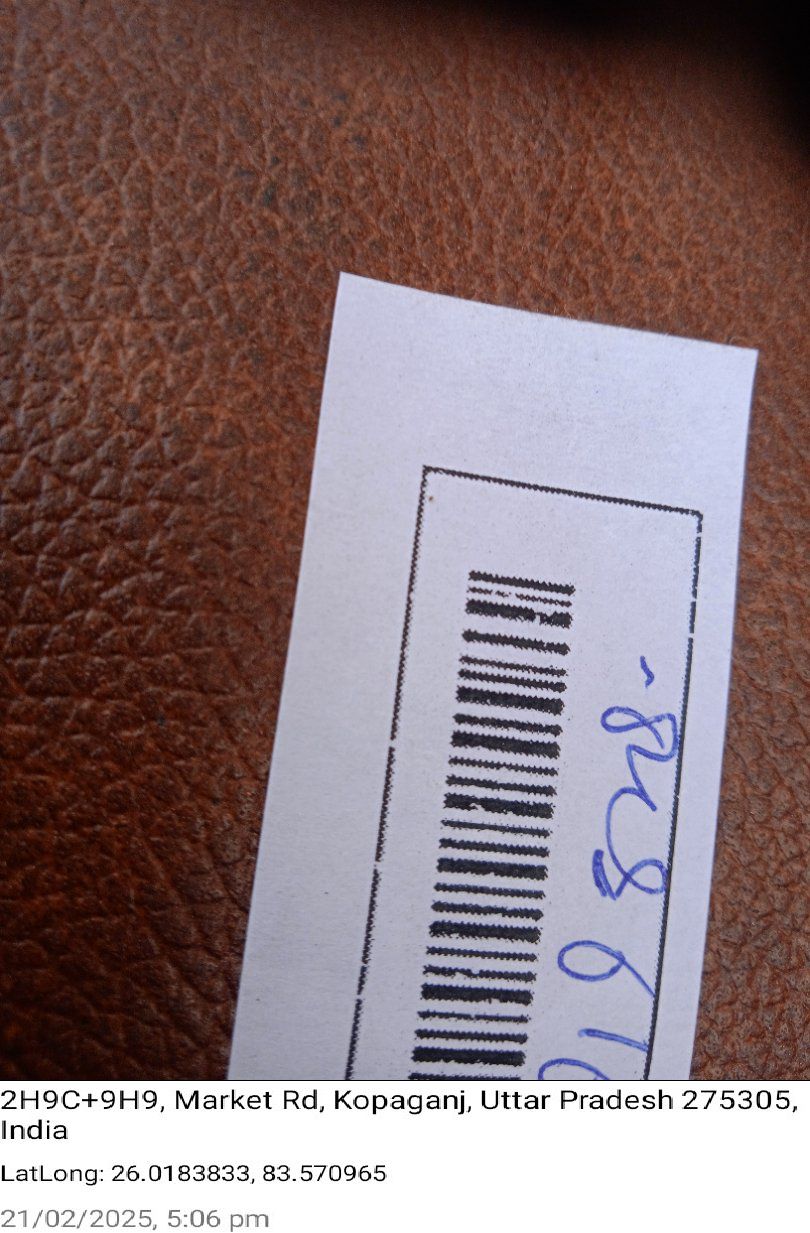 2H9C+9H9, Market Rd, Kopaganj, Uttar Pradesh 275305,
India
LatLong: 26.0183833, 83.570965
21/02/2025, 5:06 pm